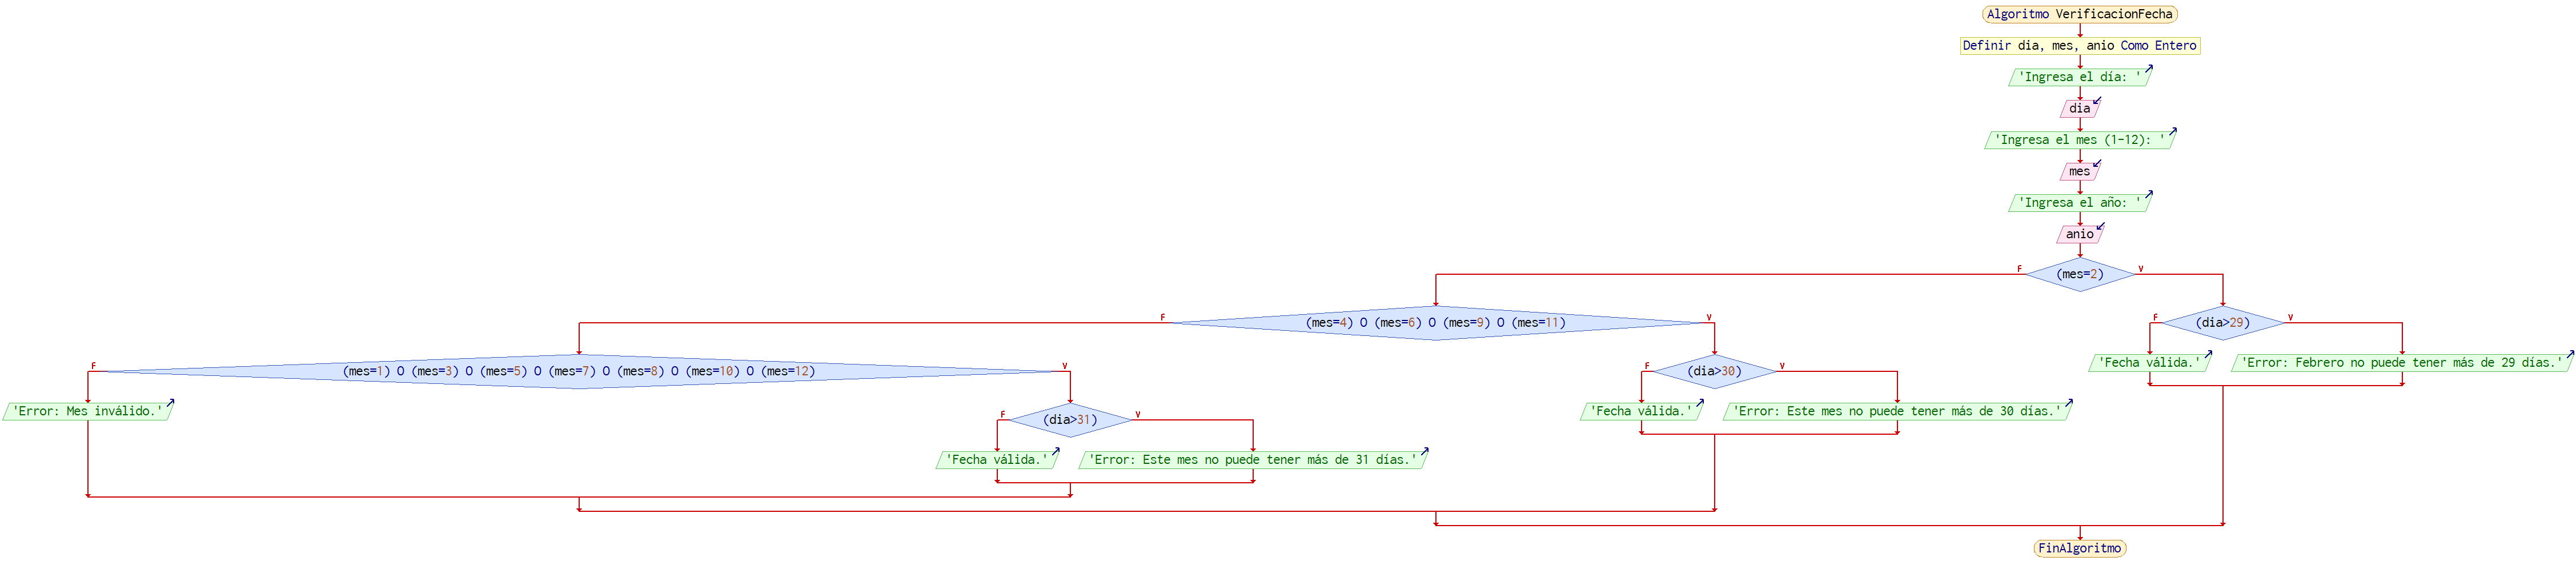 Algoritmo VerificacionFecha
Definir dia, mes, anio Como Entero
'Ingresa el día: '
dia
'Ingresa el mes (1-12): '
mes
'Ingresa el año: '
anio
F (mes=2) V
F (mes=4) O (mes=6) O (mes=9) O (mes=11) V
F (dia>29) V
'Fecha válida.' 'Error: Febrero no puede tener más de 29 días.'
F (mes=1) O (mes=3) O (mes=5) O (mes=7) O (mes=8) O (mes=10) O (mes=12) V
F (dia>30) V
'Error: Mes inválido.'
F (dia>31) V
'Fecha válida.' 'Error: Este mes no puede tener más de 30 días.'
'Fecha válida.' 'Error: Este mes no puede tener más de 31 días.'
FinAlgoritmo